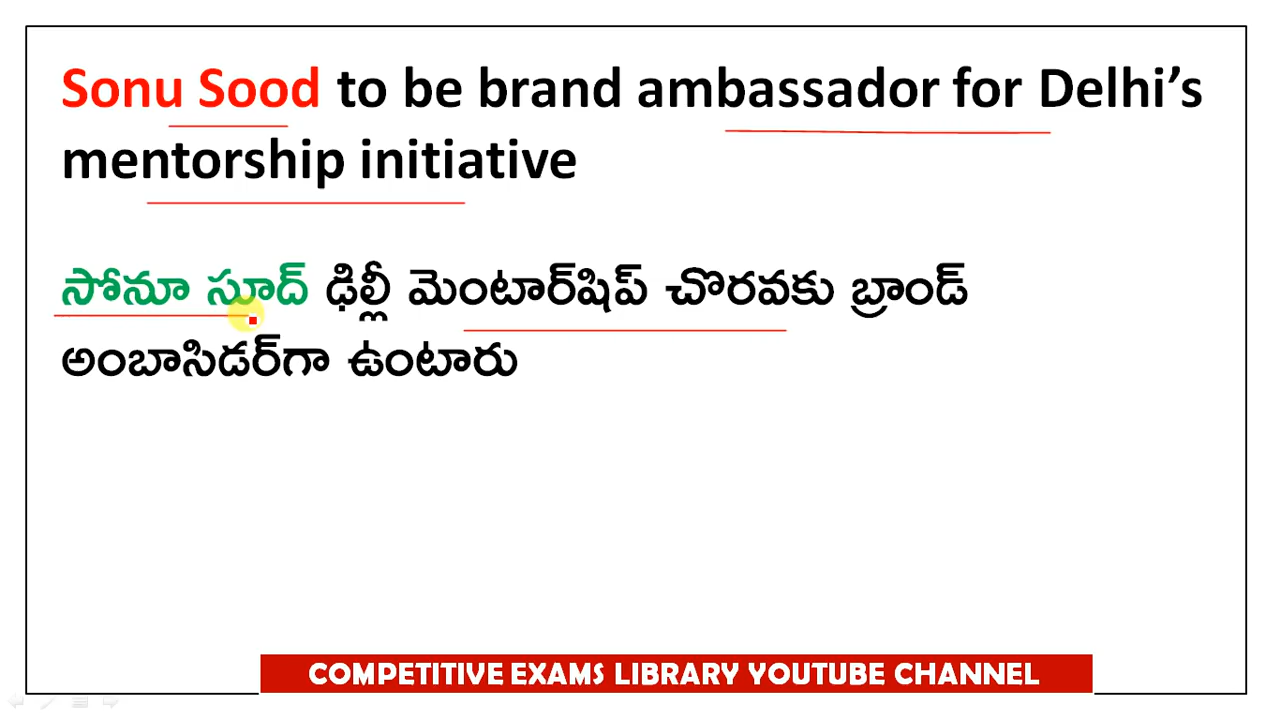 Sonu Sood to be brand ambassador for Delhi’s
mentorship initiative
సోనూ సూద్ ఢిల్లీ మెంటార్‌షిప్ చొరవకు బ్రాండ్
అంబాసిడర్‌గా ఉంటారు
COMPETITIVE EXAMS LIBRARY YOUTUBE CHANNEL